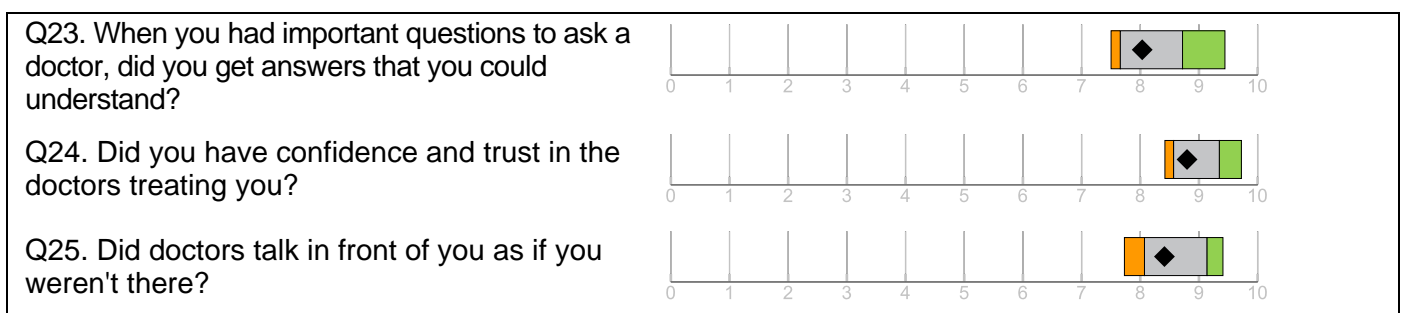 Q23. When you had important questions to ask a
doctor, did you get answers that you could
understand?
0 1 2 3 4 5 6 7 8 9 10
Q24. Did you have confidence and trust in the
doctors treating you?
0 1 2 3 4 5 6 7 8 9 10
Q25. Did doctors talk in front of you as if you
weren't there?
0 1 2 3 4 5 6 7 8 9 10